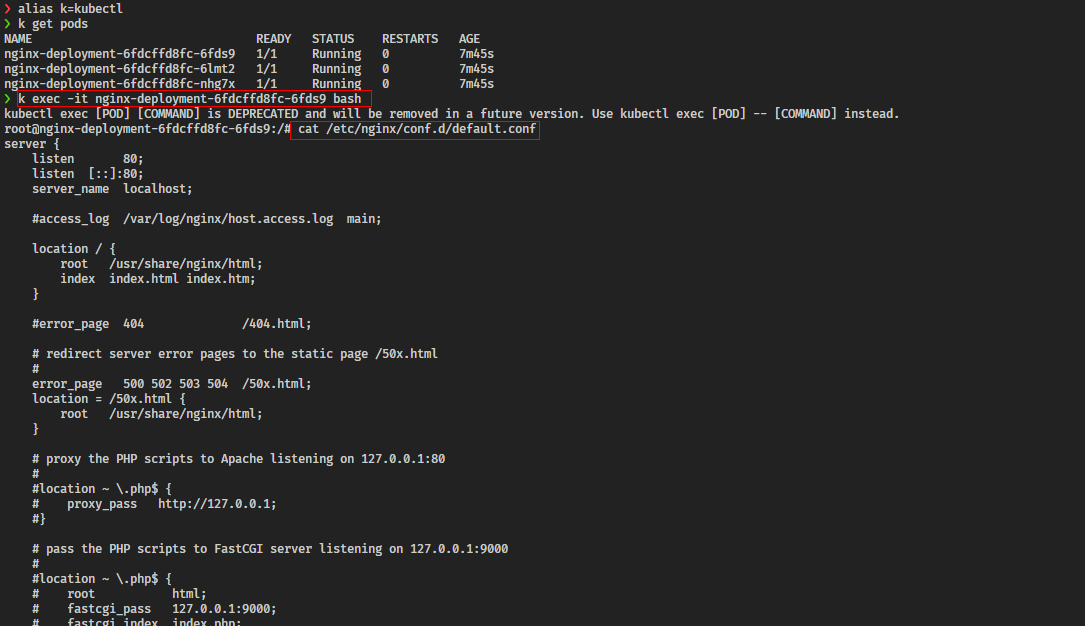 ❯ alias k=kubectl
❯ k get pods
NAME                                READY   STATUS    RESTARTS   AGE
nginx-deployment-6fdcffd8fc-6fds9   1/1     Running   0          7m45s
nginx-deployment-6fdcffd8fc-6lmt2   1/1     Running   0          7m45s
nginx-deployment-6fdcffd8fc-nhg7x   1/1     Running   0          7m45s
❯ k exec -it nginx-deployment-6fdcffd8fc-6fds9 bash
kubectl exec [POD] [COMMAND] is DEPRECATED and will be removed in a future version. Use kubectl exec [POD] -- [COMMAND] instead.
root@nginx-deployment-6fdcffd8fc-6fds9:/# cat /etc/nginx/conf.d/default.conf
server {
    listen       80;
    listen  [::]:80;
    server_name  localhost;
    #access_log  /var/log/nginx/host.access.log  main;
    location / {
        root   /usr/share/nginx/html;
        index  index.html index.htm;
    }
    #error_page  404              /404.html;
    # redirect server error pages to the static page /50x.html
    #
    error_page   500 502 503 504  /50x.html;
    location = /50x.html {
        root   /usr/share/nginx/html;
    }
    # proxy the PHP scripts to Apache listening on 127.0.0.1:80
    #
    #location ~ \.php$ {
    #    proxy_pass   http://127.0.0.1;
    #}
    # pass the PHP scripts to FastCGI server listening on 127.0.0.1:9000
    #
    #location ~ \.php$ {
    #    root           html;
    #    fastcgi_pass   127.0.0.1:9000;
    #    fastcgi_index  index.php;